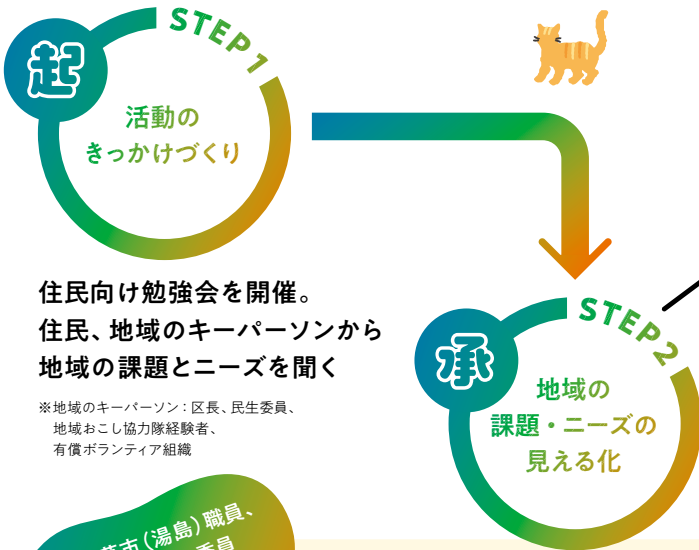 STEP1
起
活動の
きっかけづくり
住民向け勉強会を開催。
住民、地域のキーパーソンから
地域の課題とニーズを聞く
※地域のキーパーソン：区長、民生委員、
地域おこし協力隊経験者、
有償ボランティア組織
STEP2
承
地域の
課題・ニーズの
見える化
市（湯島）職員、
委員